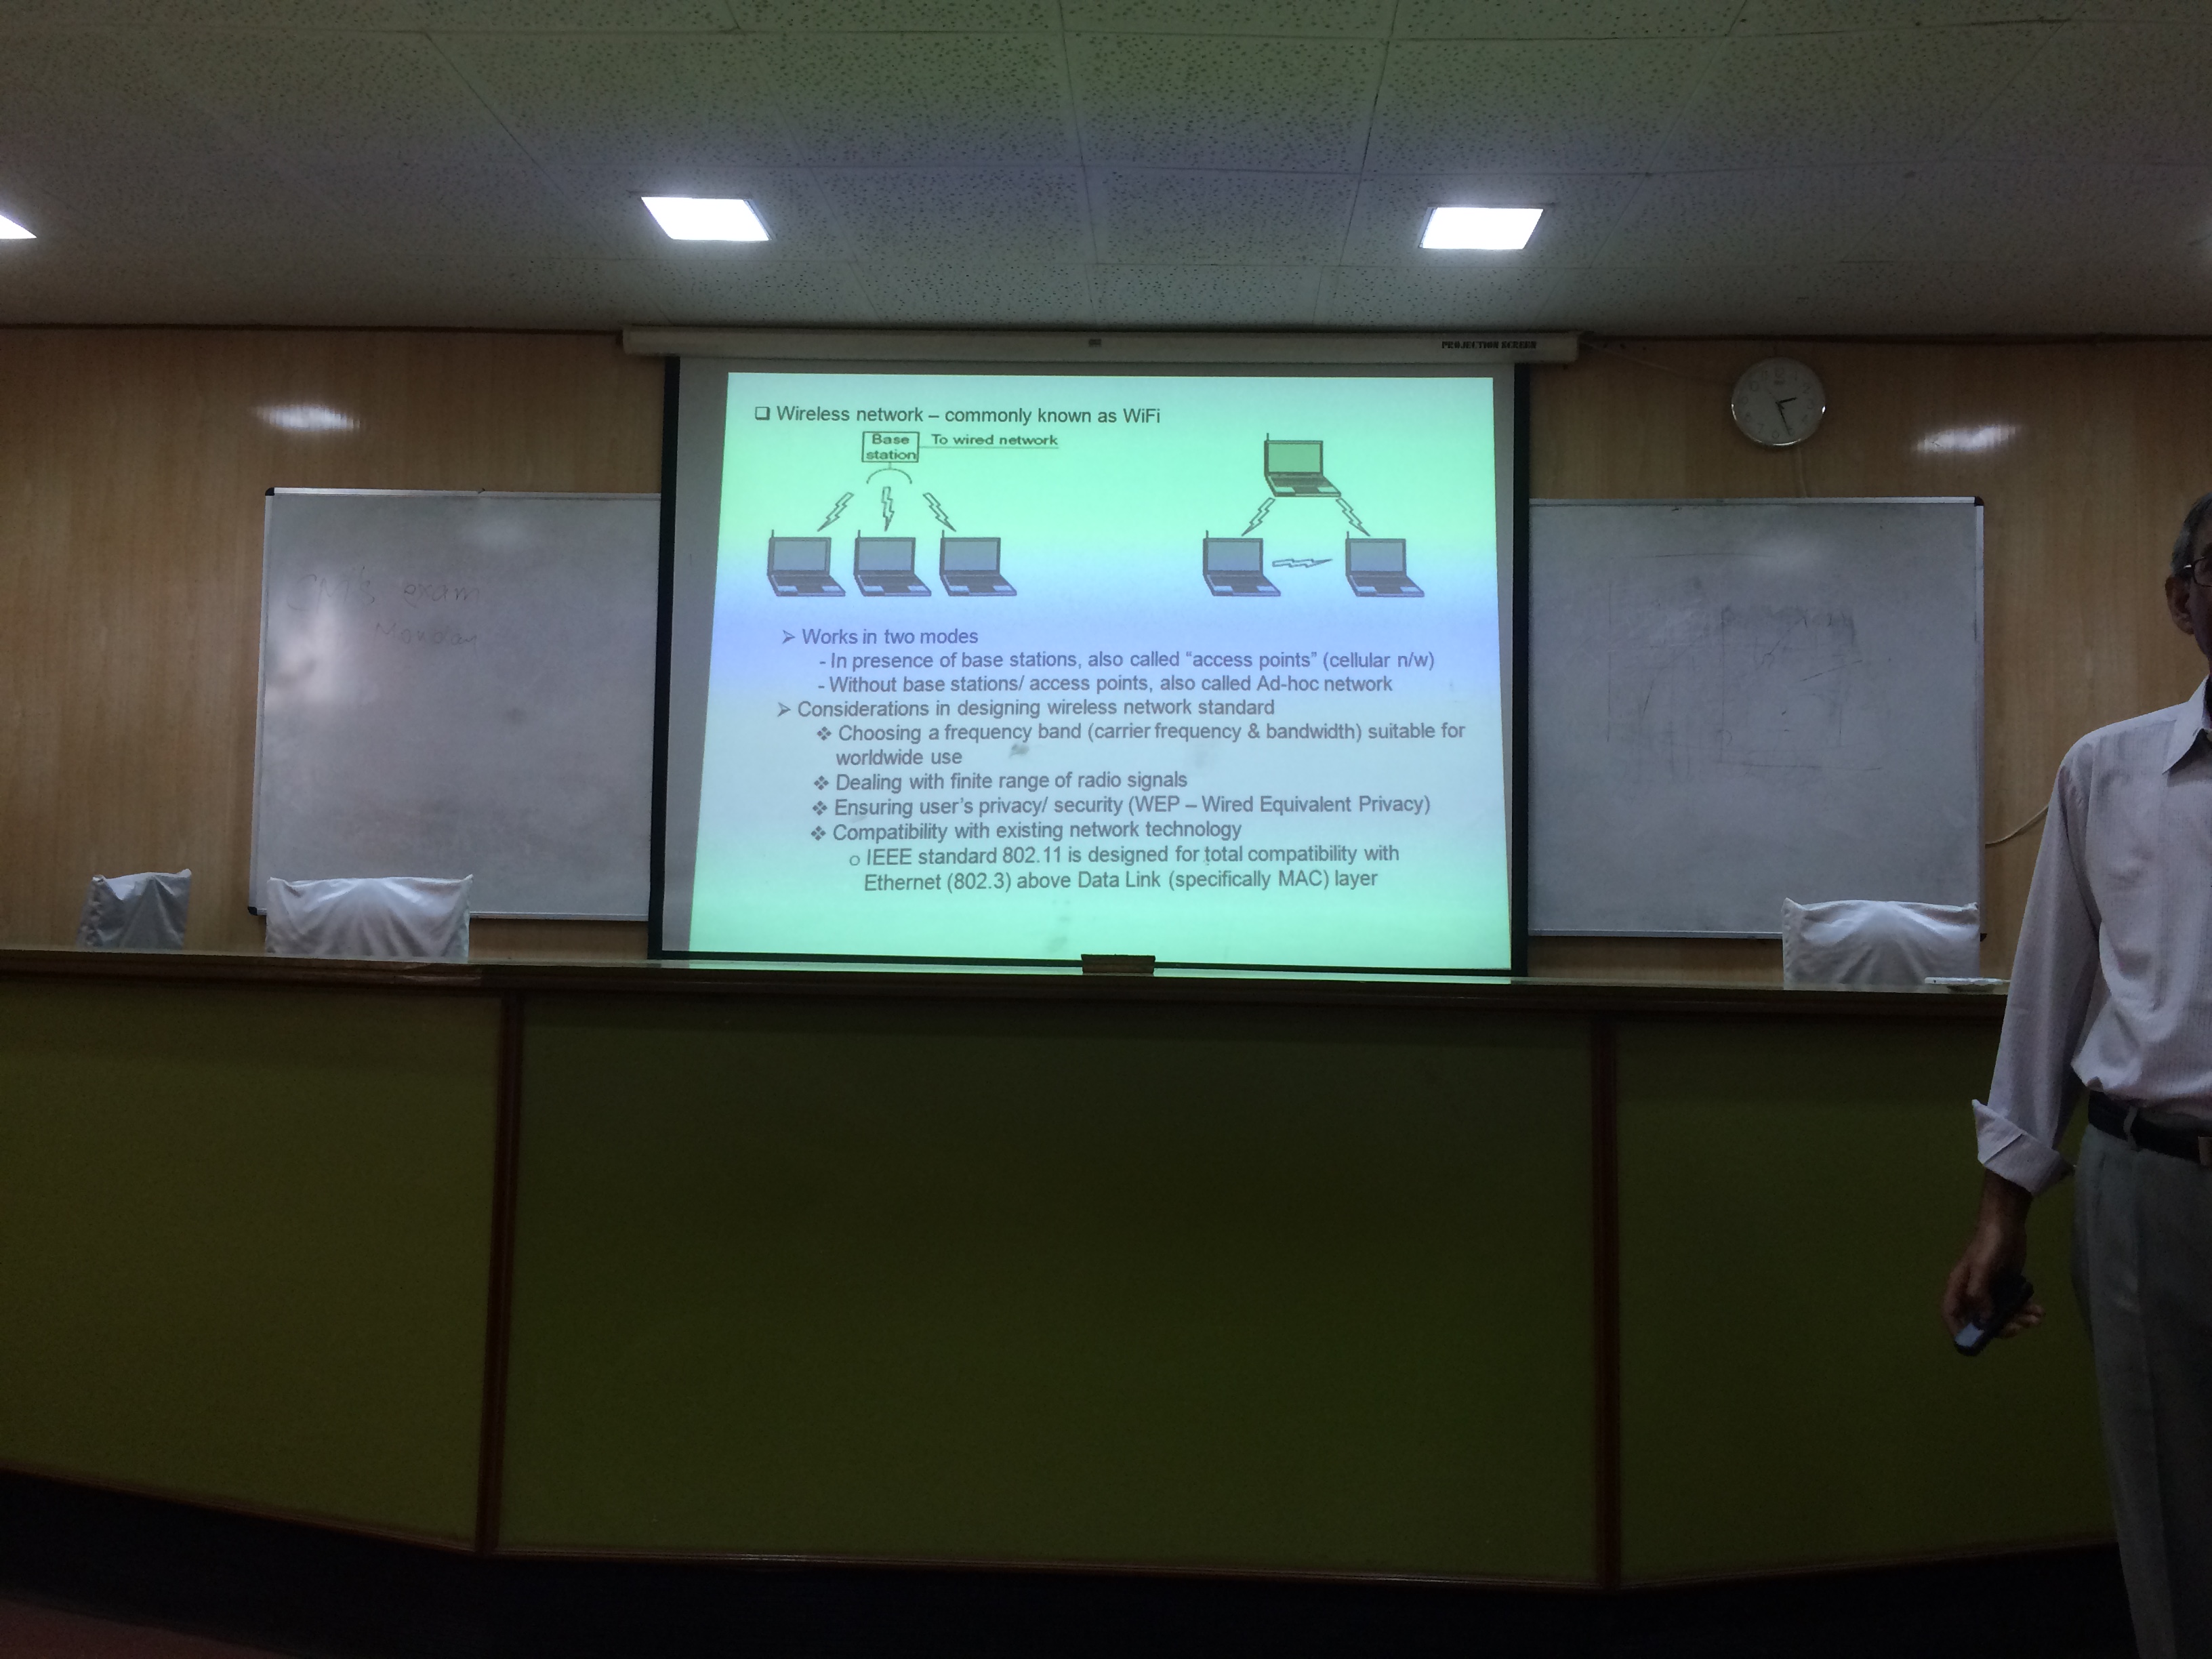 PROJECTION SCREEN
❑ Wireless network – commonly known as WiFi
Base
station
To wired network
➢ Works in two modes
- In presence of base stations, also called “access points” (cellular n/w)
- Without base stations/ access points, also called Ad-hoc network
➢ Considerations in designing wireless network standard
❖ Choosing a frequency band (carrier frequency & bandwidth) suitable for
worldwide use
❖ Dealing with finite range of radio signals
❖ Ensuring user’s privacy/ security (WEP – Wired Equivalent Privacy)
❖ Compatibility with existing network technology
o IEEE standard 802.11 is designed for total compatibility with
Ethernet (802.3) above Data Link (specifically MAC) layer
exam
Monday